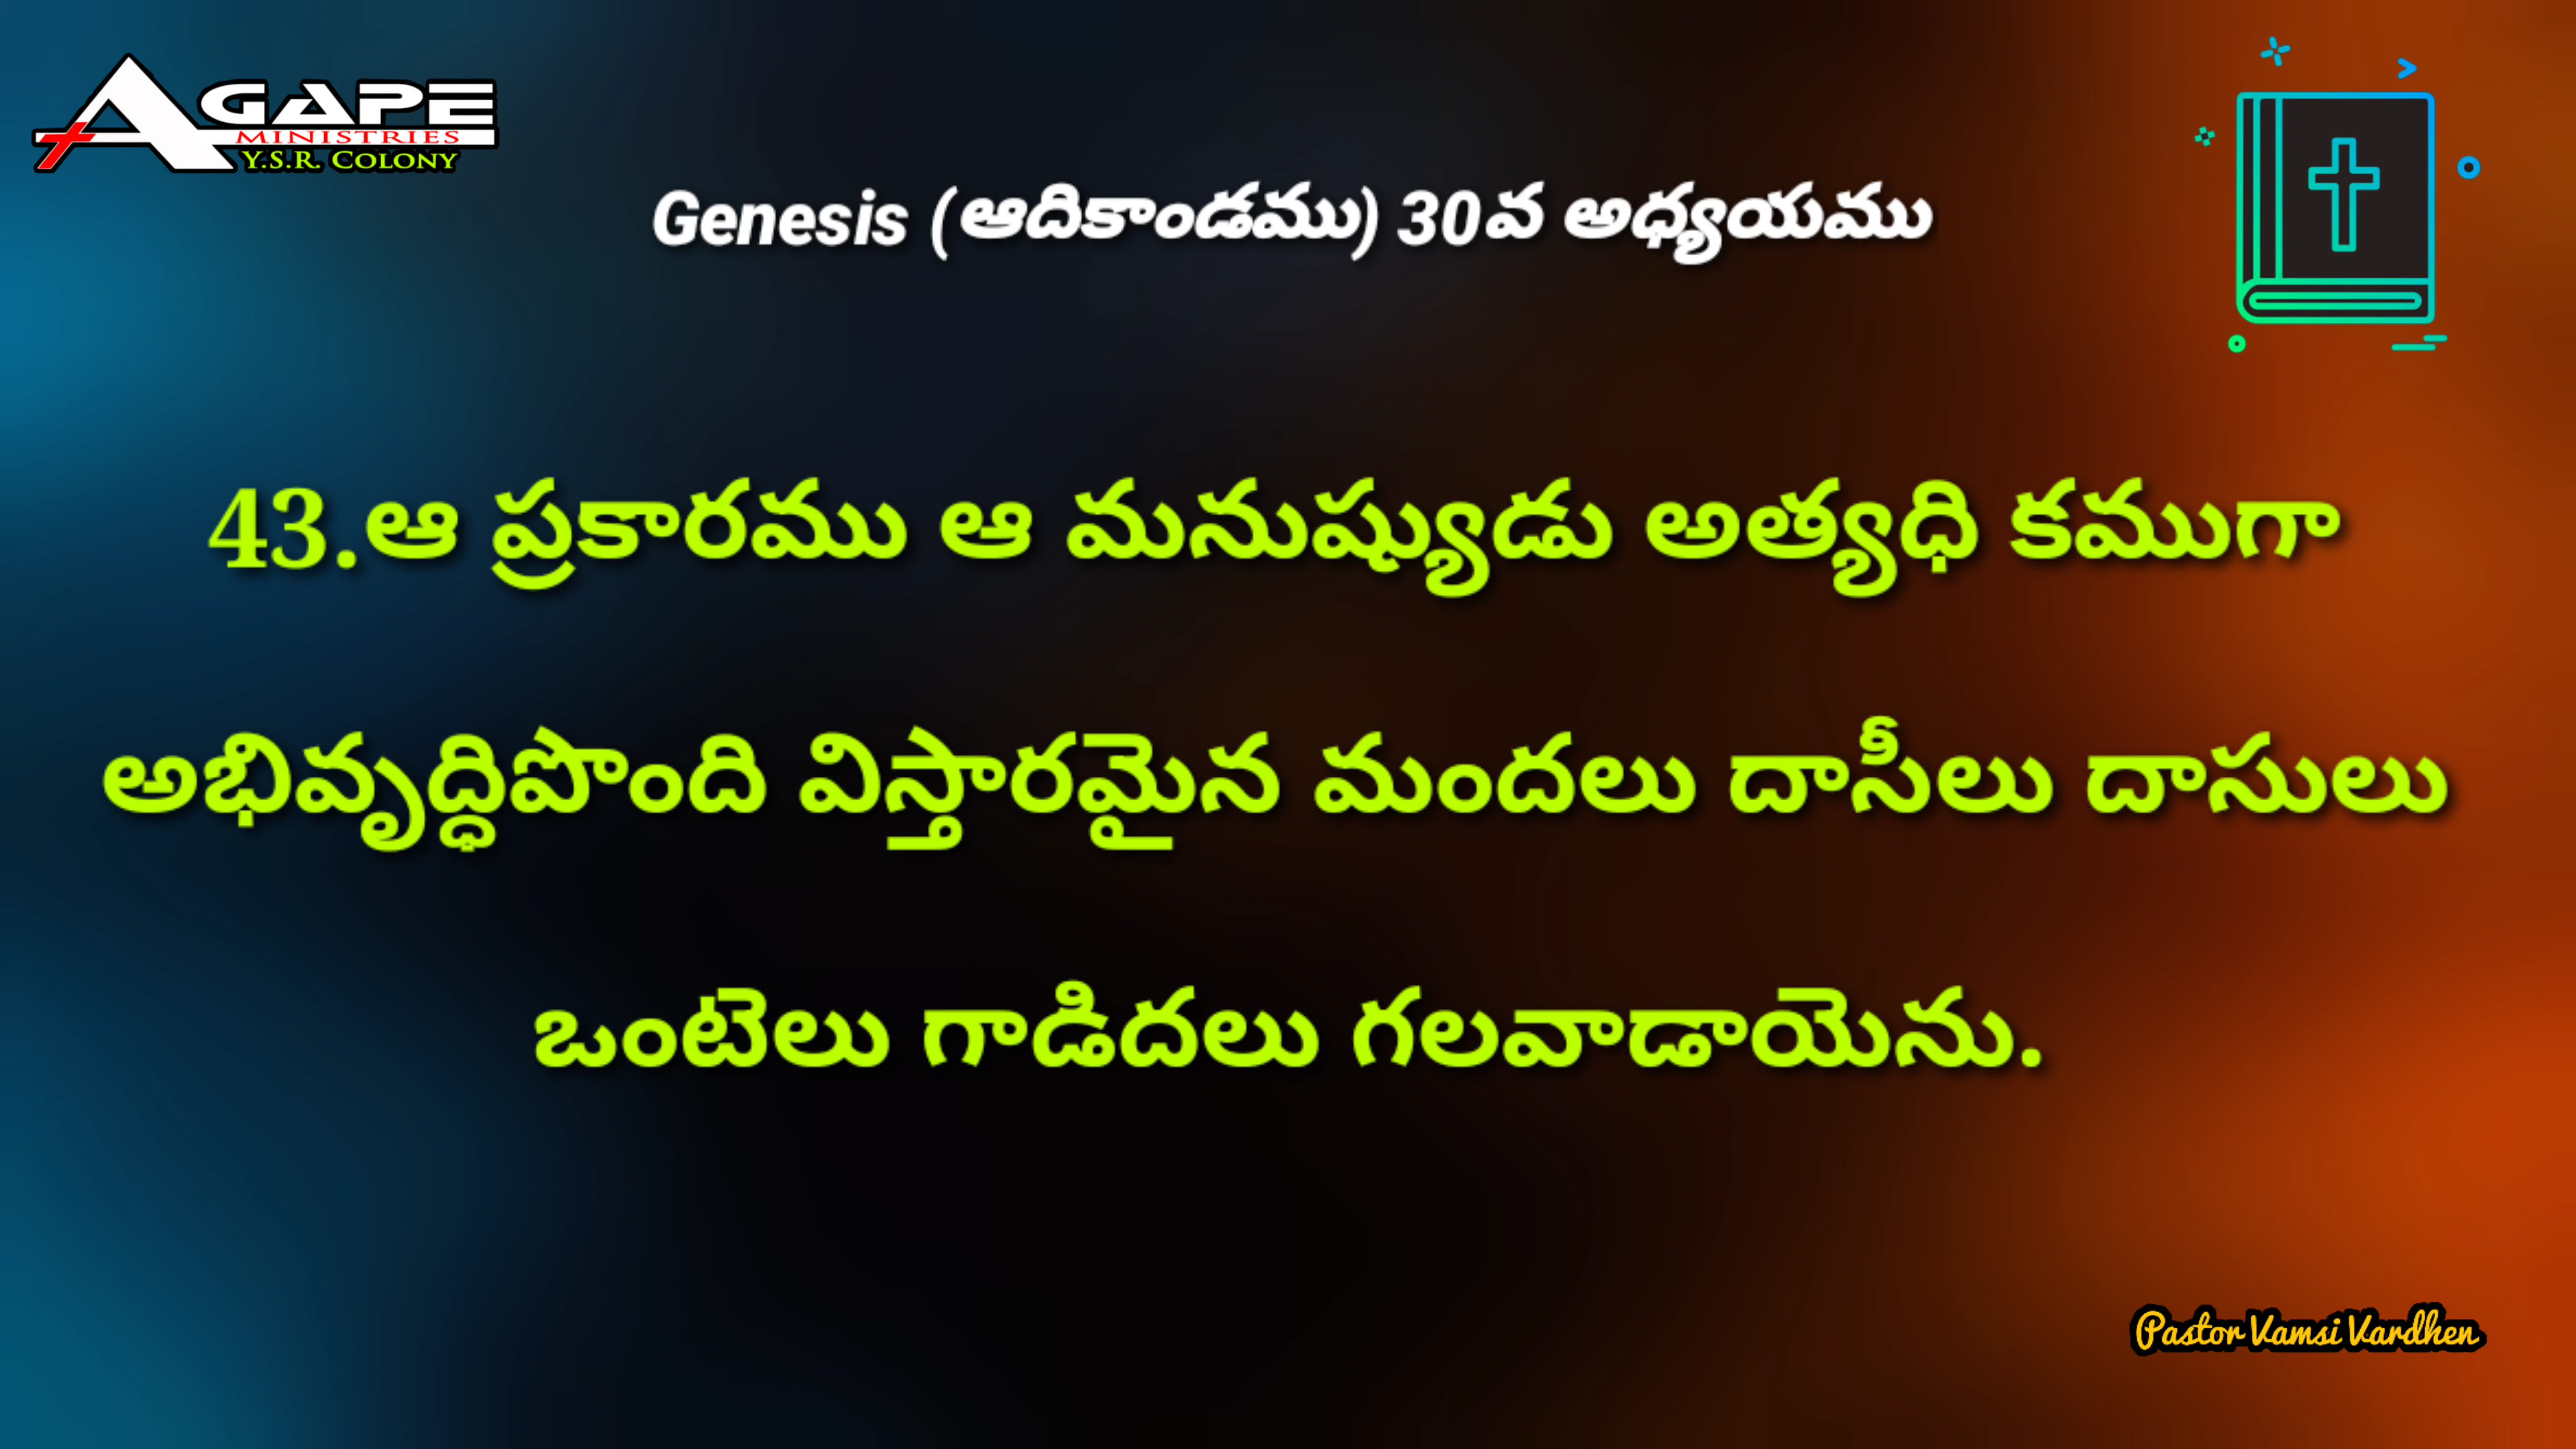 AGAPE
MINISTRIES
Y.S.R. COLONY
Genesis (ఆదికాండము) 30వ అధ్యయము
43.ఆ ప్రకారము ఆ మనుష్యుడు అత్యధి కముగా
అభివృద్ధిపొంది విస్తారమైన మందలు దాసీలు దాసులు
ఒంటెలు గాడిదలు గలవాడాయెను.
Pastor Vamsi Vardhen